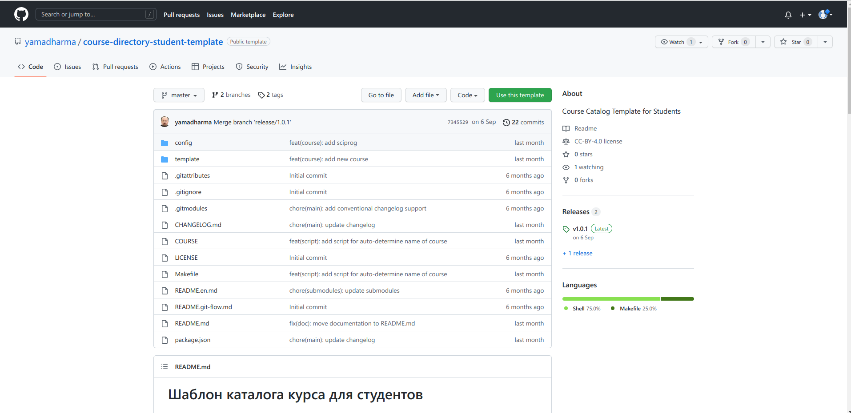 Search or jump to... /
Pull requests Issues Marketplace Explore
yamadharma / course-directory-student-template Public template
Watch 1 Fork 0 Star 0
Code Issues Pull requests Actions Projects Security Insights
master 2 branches 2 tags Go to file Add file Code Use this template
yamadharma Merge branch 'release/1.0.1' 7345529 on 6 Sep 22 commits
config feat(course): add sciprog last month
template feat(course): add new course last month
.gitattributes Initial commit 6 months ago
.gitignore Initial commit 6 months ago
.gitmodules chore(main): add conventional changelog support 6 months ago
CHANGELOG.md chore(main): update changelog last month
COURSE feat(script): add script for auto-determine name of course last month
LICENSE Initial commit 6 months ago
Makefile feat(script): add script for auto-determine name of course last month
README.en.md chore(submodules): update submodules 6 months ago
README.git-flow.md Initial commit 6 months ago
README.md fix(doc): move documentation to README.md last month
package.json chore(main): update changelog last month
README.md
Шаблон каталога курса для студентов
About
Course Catalog Template for Students
Readme
CC-BY-4.0 license
0 stars
1 watching
0 forks
Releases 2
v1.0.1 Latest
on 6 Sep
+ 1 release
Languages
Shell 75.0% Makefile 25.0%